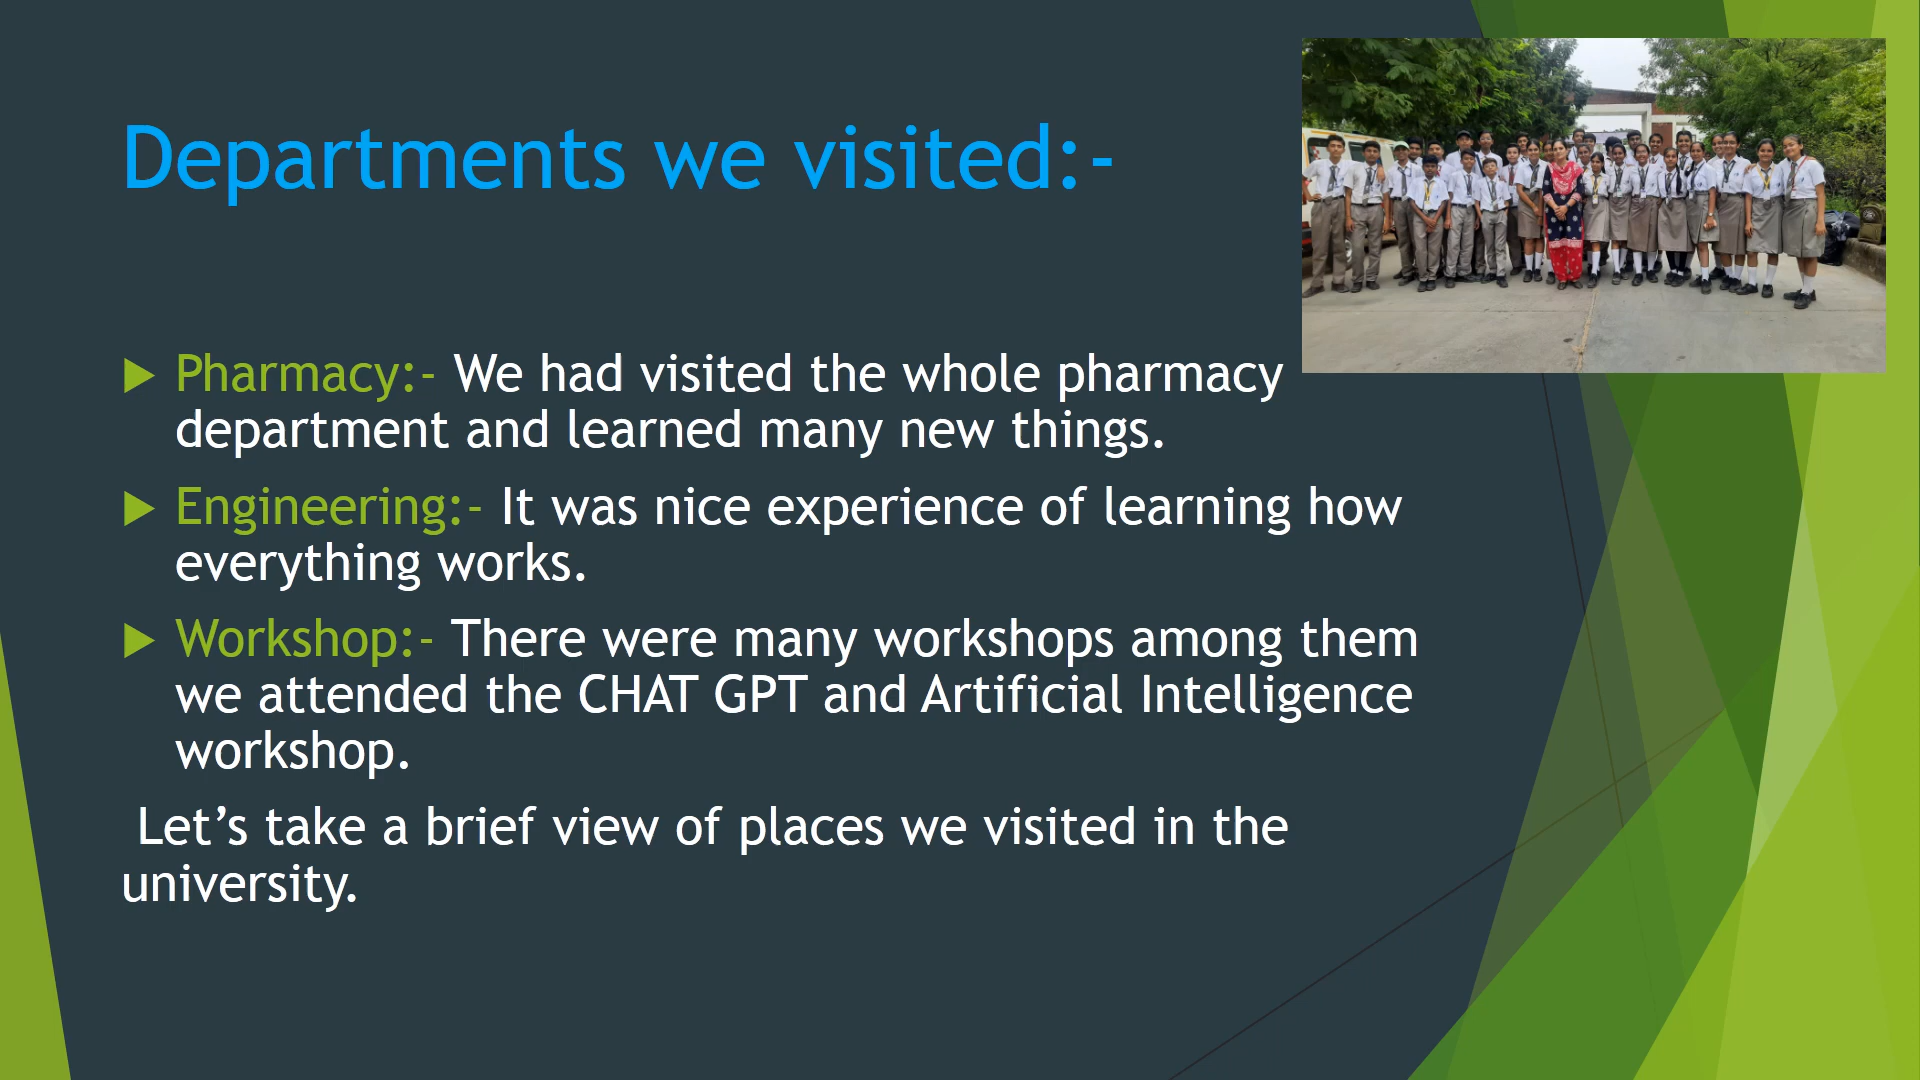 Departments we visited:-
Pharmacy:- We had visited the whole pharmacy
department and learned many new things.
Engineering:- It was nice experience of learning how
everything works.
Workshop:- There were many workshops among them
we attended the CHAT GPT and Artificial Intelligence
workshop.
Let’s take a brief view of places we visited in the
university.